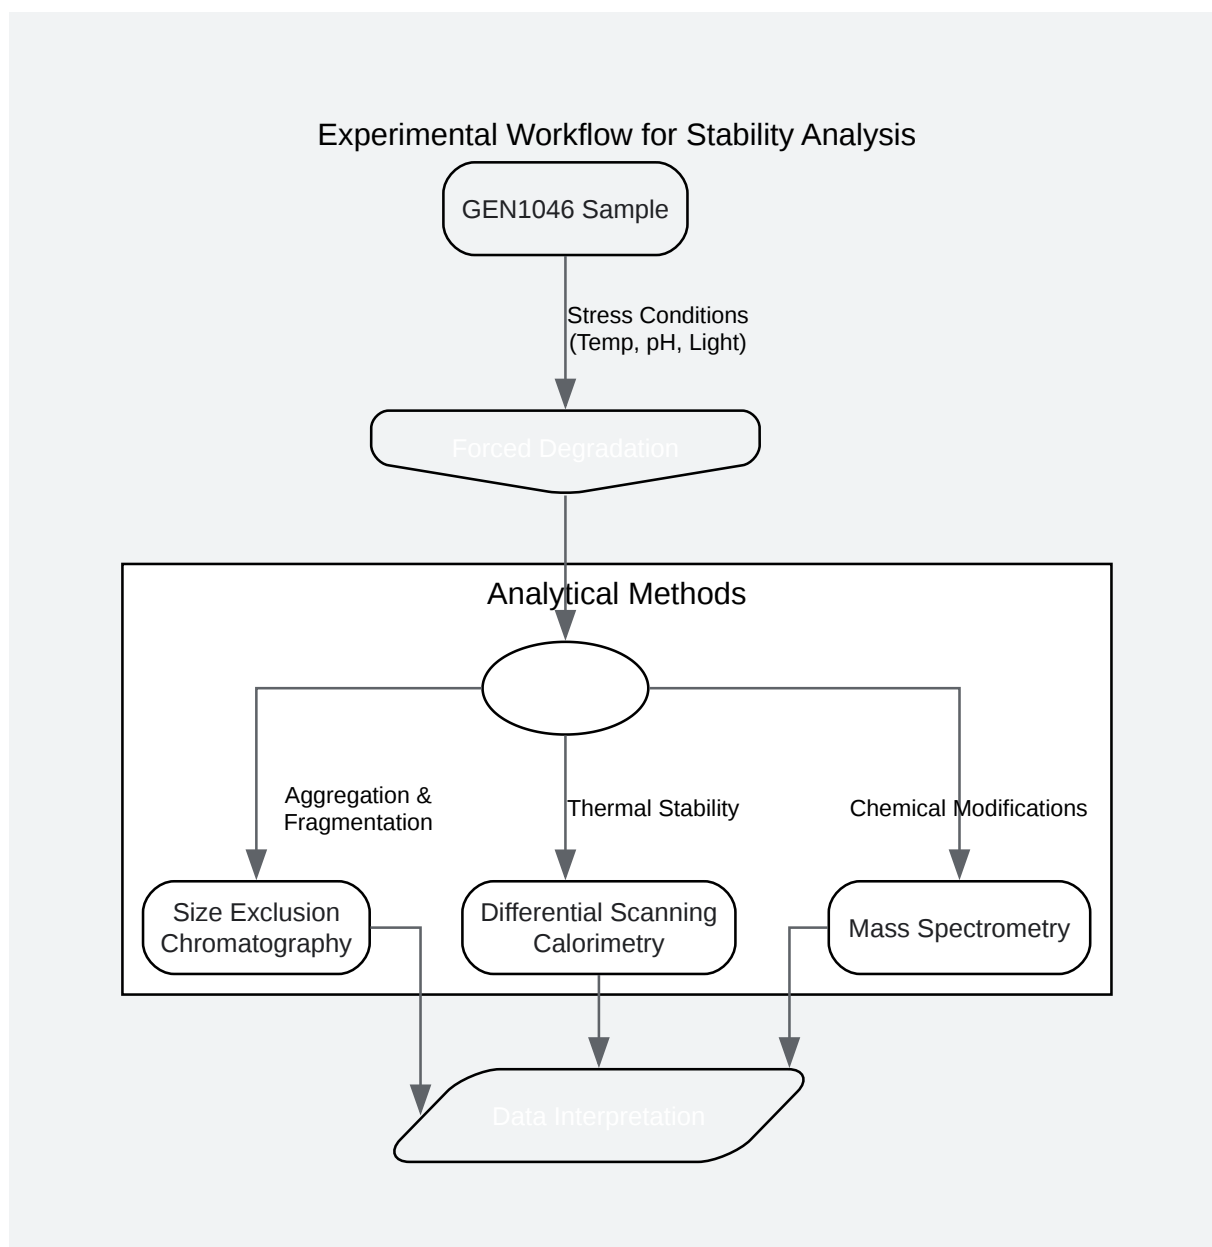 Experimental Workflow for Stability Analysis
GEN1046 Sample
Stress Conditions
(Temp, pH, Light)
Forced Degradation
Analytical Methods
Aggregation &
Fragmentation
Thermal Stability
Chemical Modifications
Size Exclusion
Chromatography
Differential Scanning
Calorimetry
Mass Spectrometry
Data Interpretation